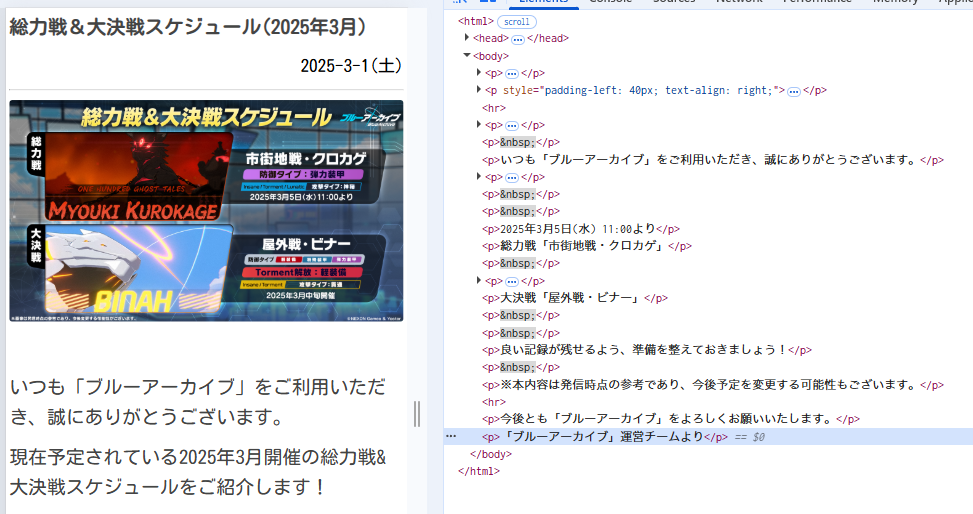 総力戦＆大決戦スケジュール(2025年3月)
2025-3-1(土)
総力戦＆大決戦スケジュール
ブルーアーカイブ
総力戦
市街地戦・クロカゲ
防御タイプ：弾力装甲
Insane/Torment/Lunatic 攻撃タイプ：神秘
2025年3月5日(水)11:00より
ONE HUNDRED GHOST TALES
MYOUKI KUROKAGE
大決戦
屋外戦・ビナー
防御タイプ 軽装備 重装甲 弾力装甲
Torment解放：軽装備
Insane/Torment 攻撃タイプ：貫通
2025年3月中旬開催
BINAH
いつも「ブルーアーカイブ」をご利用いただ
き、誠にありがとうございます。
現在予定されている2025年3月開催の総力戦&
大決戦スケジュールをご紹介します！
Elements Console Sources Network Performance Memory
<html> scroll
<head> ⋯ </head>
<body>
<p> ⋯ </p>
<p style="padding-left: 40px; text-align: right;"> ⋯ </p>
<hr>
<p> ⋯ </p>
<p>&nbsp;</p>
<p>いつも「ブルーアーカイブ」をご利用いただき、誠にありがとうございます。</p>
<p> ⋯ </p>
<p>&nbsp;</p>
<p>&nbsp;</p>
<p>2025年3月5日(水) 11:00より</p>
<p>総力戦「市街地戦・クロカゲ」</p>
<p>&nbsp;</p>
<p> ⋯ </p>
<p>大決戦「屋外戦・ビナー」</p>
<p>&nbsp;</p>
<p>&nbsp;</p>
<p>良い記録が残せるよう、準備を整えておきましょう！</p>
<p>&nbsp;</p>
<p>※本内容は発信時点の参考であり、今後予定を変更する可能性もございます。</p>
<hr>
<p>今後とも「ブルーアーカイブ」をよろしくお願いいたします。</p>
<p>「ブルーアーカイブ」運営チームより</p> == $0
</body>
</html>